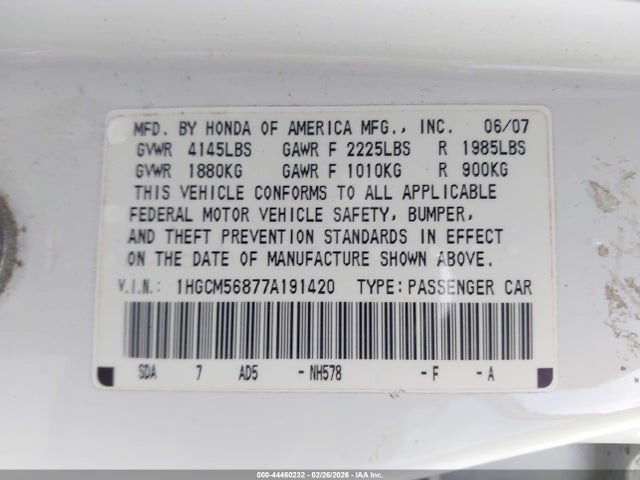 MFD. BY HONDA OF AMERICA MFG., INC. 06/07
GVWR 4145LBS GAWR F 2225LBS R 1985LBS
GVWR 1880KG GAWR F 1010KG R 900KG
THIS VEHICLE CONFORMS TO ALL APPLICABLE
FEDERAL MOTOR VEHICLE SAFETY, BUMPER,
AND THEFT PREVENTION STANDARDS IN EFFECT
ON THE DATE OF MANUFACTURE SHOWN ABOVE.
V.I.N.: 1HGCM56877A191420 TYPE: PASSENGER CAR
SDA 7 AD5 - NH578 - F - A
000-44460232 - 02/26/2026 - IAA Inc.